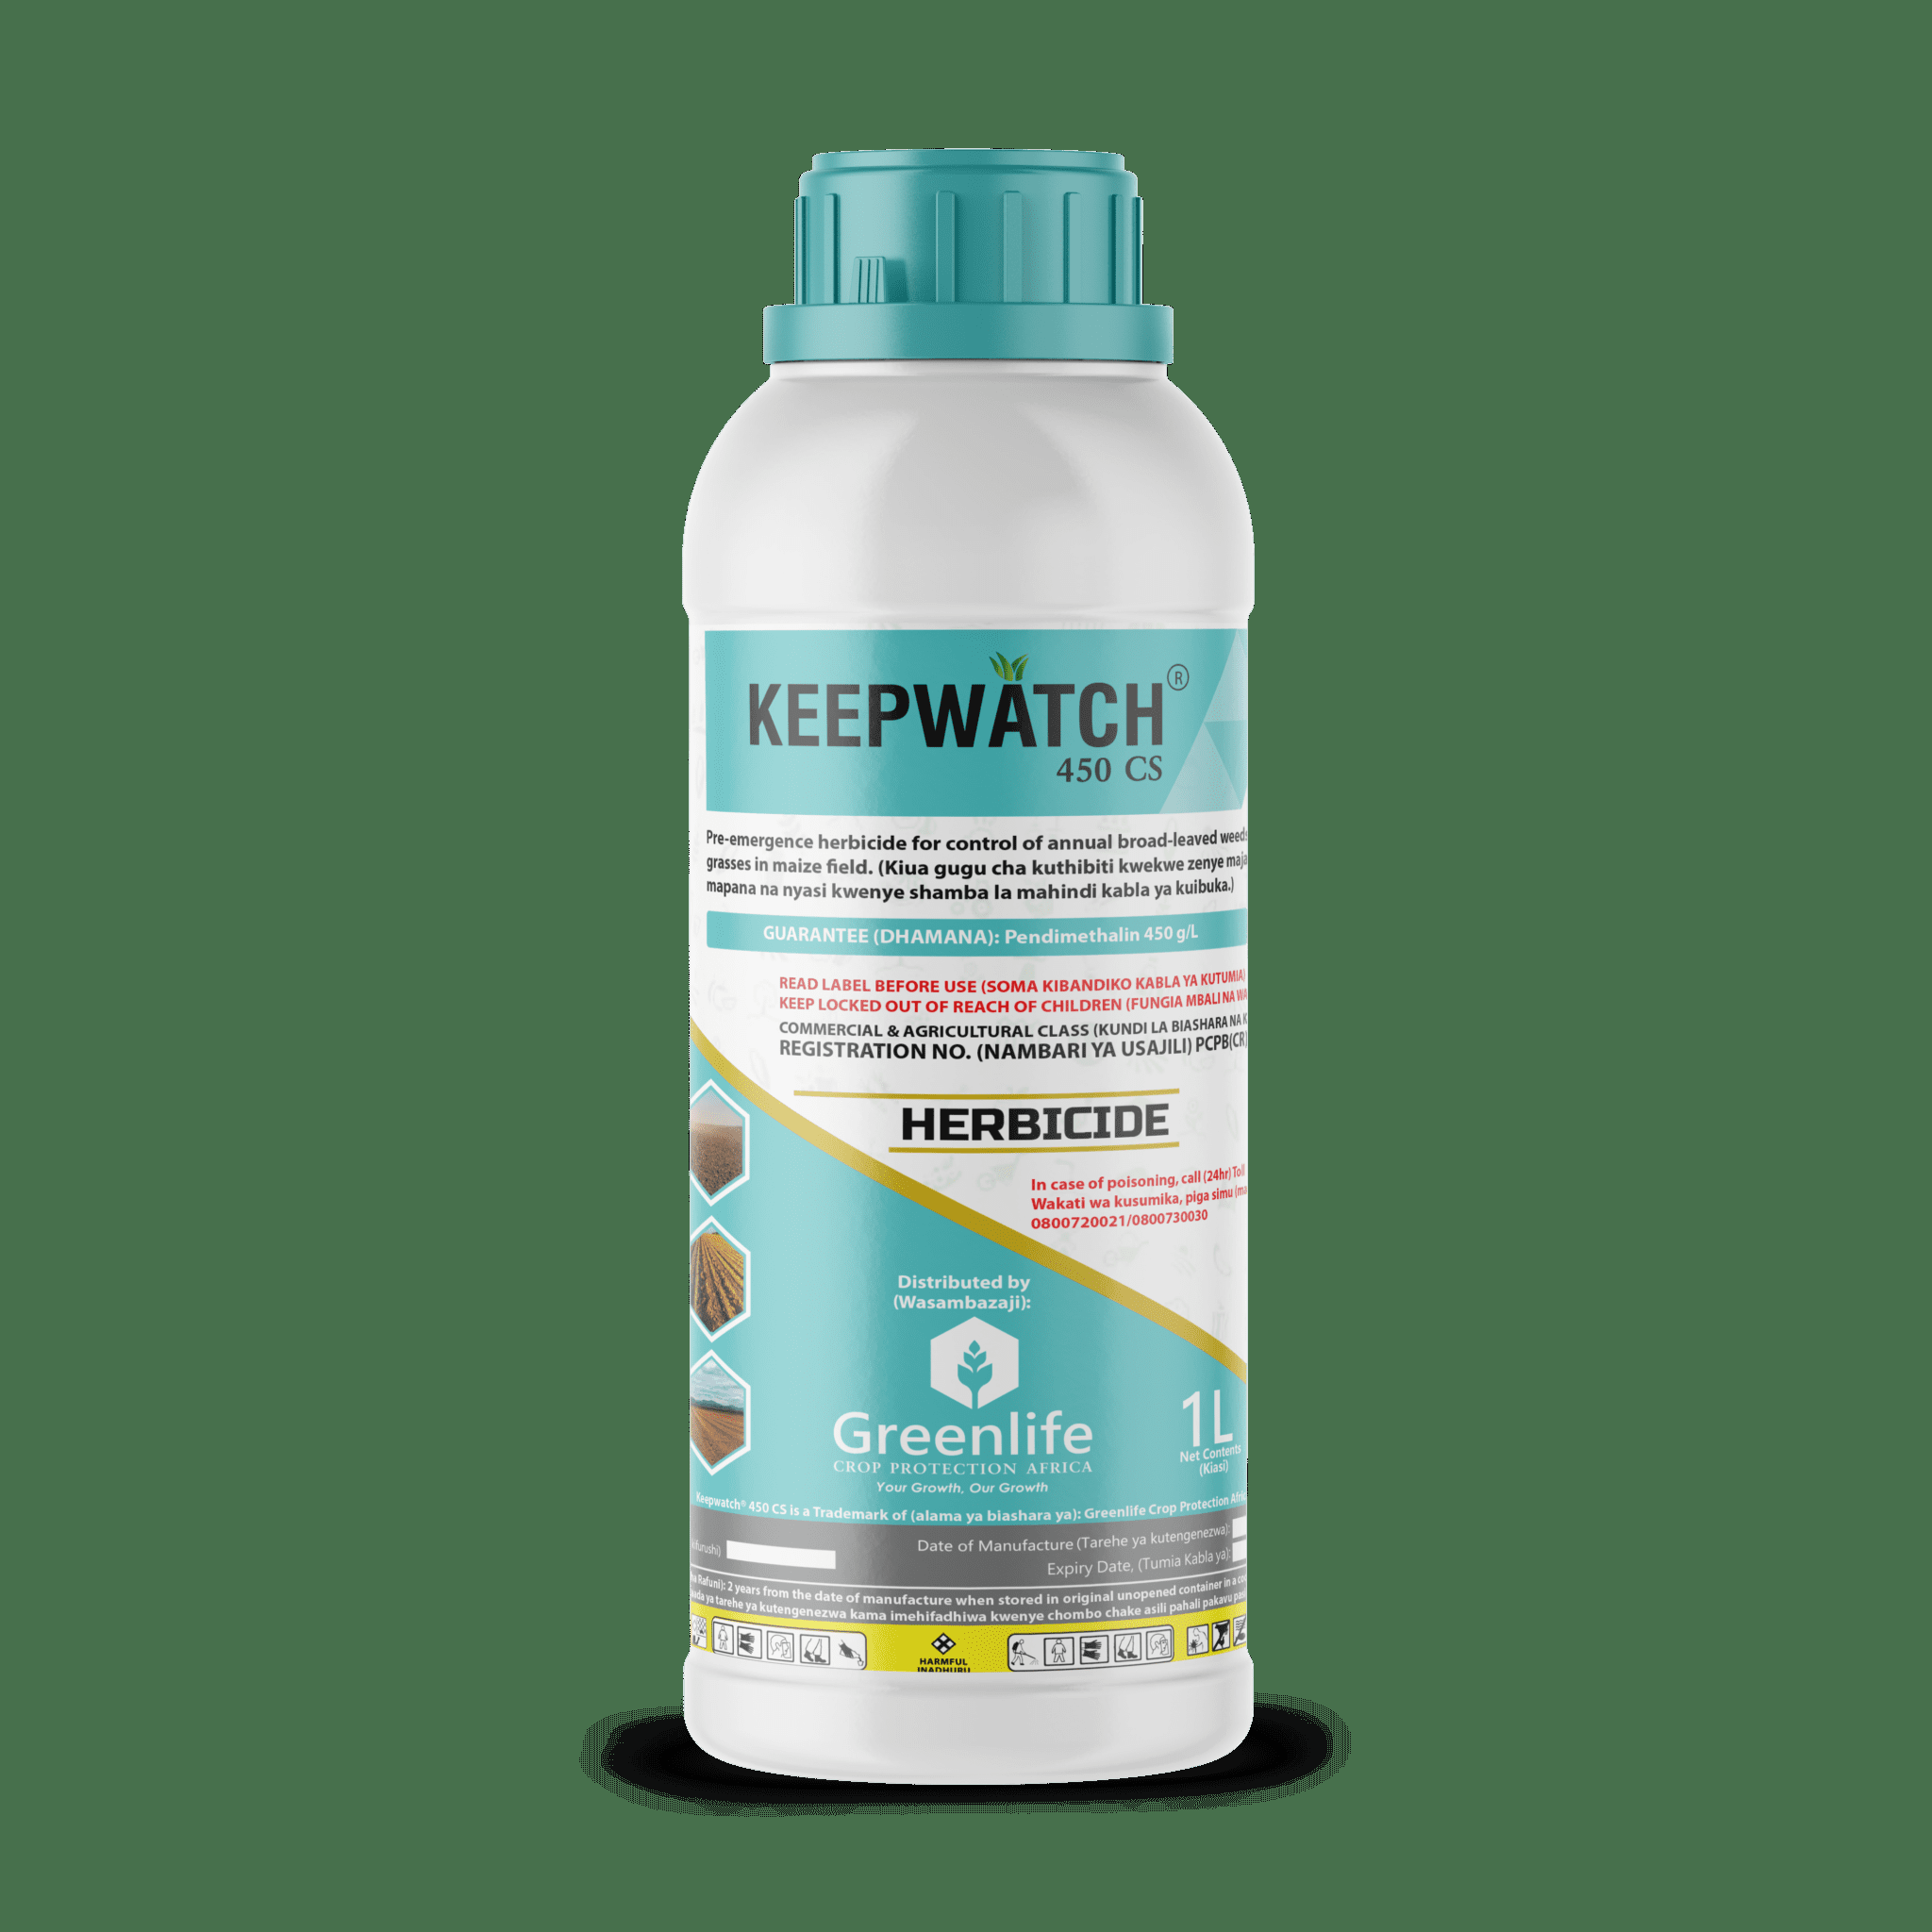 KEEPWATCH®
450 CS
Pre-emergence herbicide for control of annual broad-leaved weeds
grasses in maize field. (Kiua gugu cha kuthibiti kwekwe zenye maja
mapana na nyasi kwenye shamba la mahindi kabla ya kuibuka.)
GUARANTEE (DHAMANA): Pendimethalin 450 g/L
READ LABEL BEFORE USE (SOMA KIBANDIKO KABLA YA KUTUMIA)
KEEP LOCKED OUT OF REACH OF CHILDREN (FUNGIA MBALI NA WA
COMMERCIAL & AGRICULTURAL CLASS (KUNDI LA BIASHARA NA K
REGISTRATION NO. (NAMBARI YA USAJILI) PCPB(CR)
HERBICIDE
In case of poisoning, call (24hr) Toll
Wakati wa kusumika, piga simu (ma
0800720021/0800730030
Distributed by
(Wasambazaji):
Greenlife
CROP PROTECTION AFRICA
Your Growth, Our Growth
1L
Net Contents
(Kiasi)
Keepwatch® 450 CS is a Trademark of (alama ya biashara ya): Greenlife Crop Protection Afric
Date of Manufacture (Tarehe ya kutengenezwa):
Expiry Date, (Tumia Kabla ya):
Rafuni): 2 years from the date of manufacture when stored in original unopened container in a
ya tarehe ya kutengenezwa kama imehifadhiwa kwenye chombo chake asili pahali pakavu
HARMFUL
INADHURU